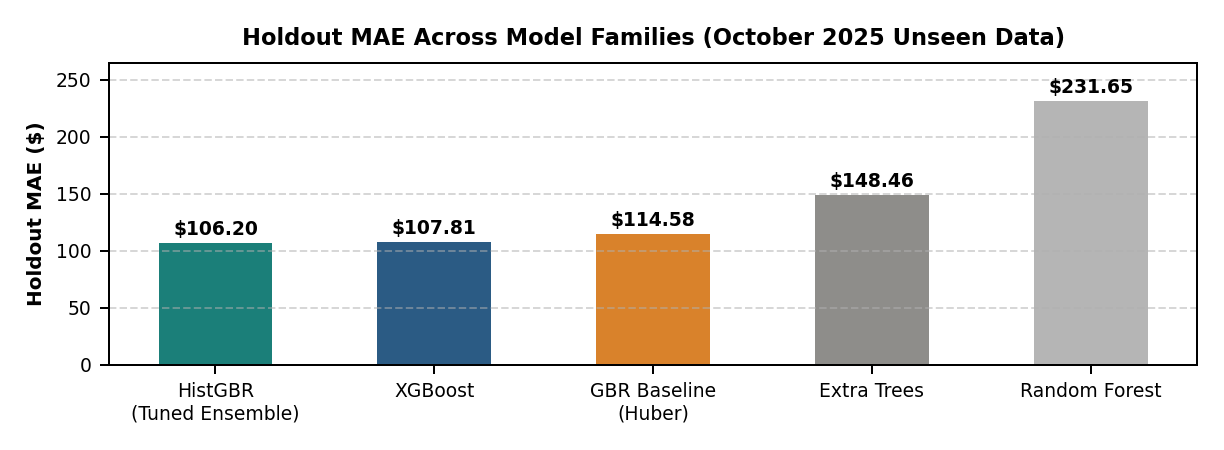 Holdout MAE Across Model Families (October 2025 Unseen Data)
Holdout MAE ($)
250
200
150
100
50
0
$106.20
$107.81
$114.58
$148.46
$231.65
HistGBR
(Tuned Ensemble)
XGBoost
GBR Baseline
(Huber)
Extra Trees
Random Forest